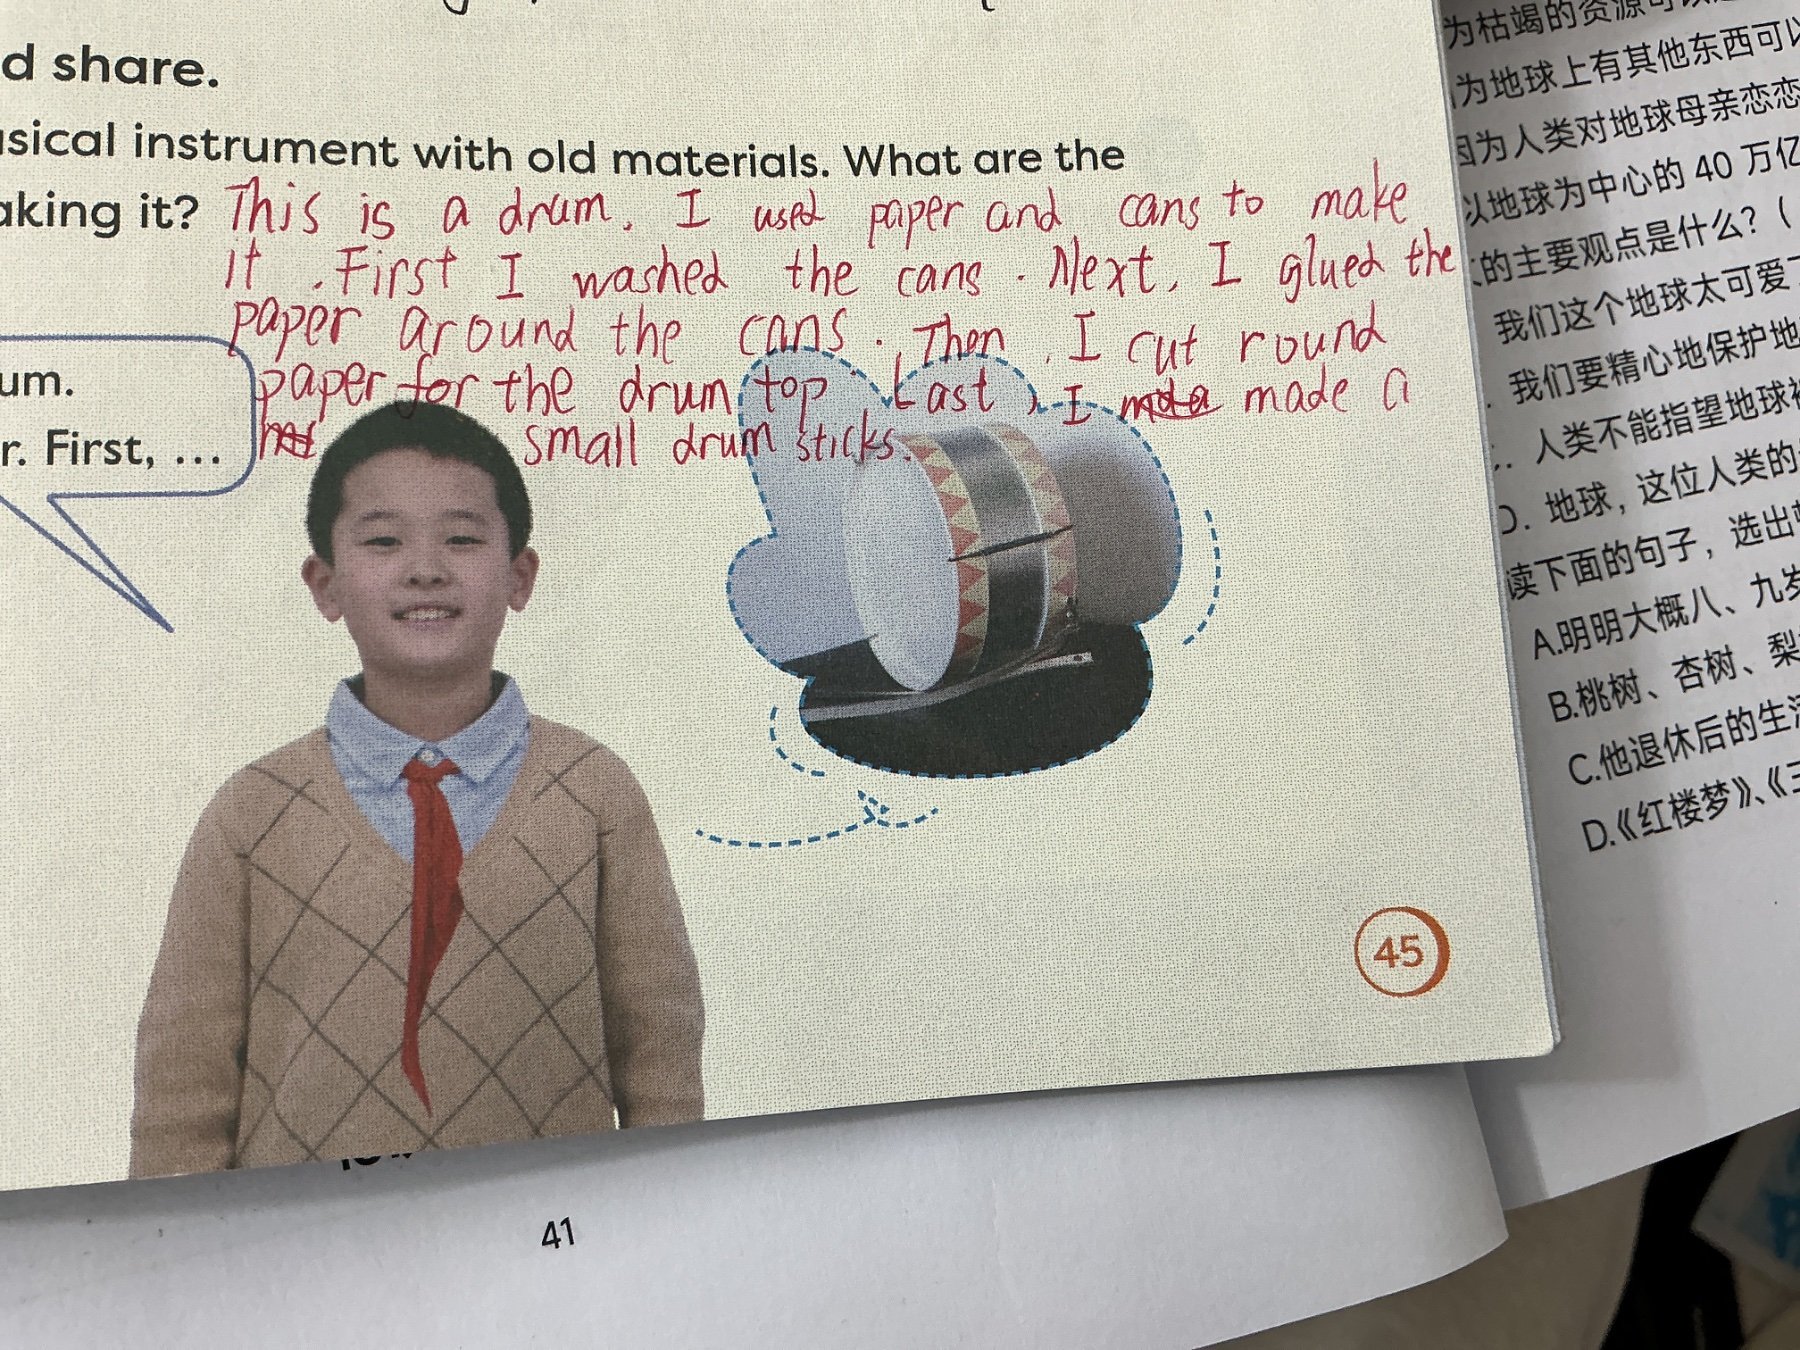 d share.
sical instrument with old materials. What are the
aking it? This is a drum. I used paper and cans to make
it. First I washed the cans. Next, I glued the
paper around the cans. Then, I cut round
paper for the drum top. Last, I made a
small drum sticks.
um.
r. First, ...
45
41
为枯竭的资源可以
为地球上有其他东西可以
因为人类对地球母亲恋恋
以地球为中心的 40 万亿
的主要观点是什么?(
我们这个地球太可爱了
我们要精心地保护地
人类不能指望地球
D. 地球，这位人类的
读下面的句子，选出
A.明明大概八、九岁
B.桃树、杏树、梨
C.他退休后的生活
D.《红楼梦》、《三